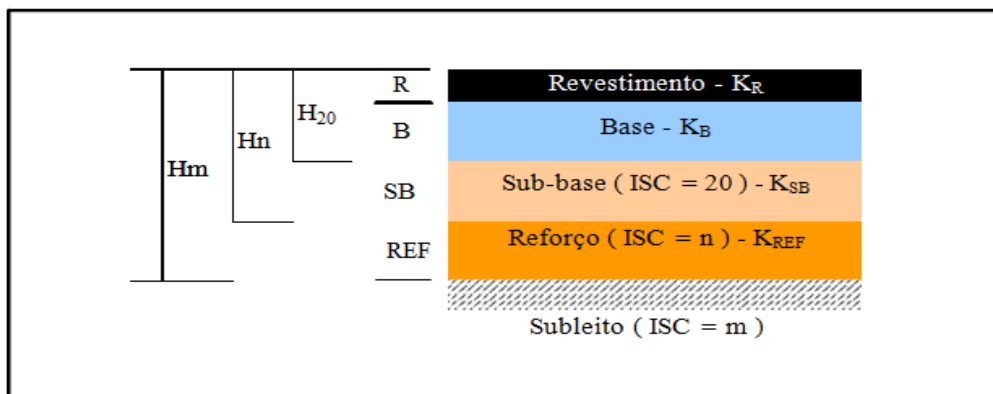 R
Revestimento - K_R
H₂₀
B
Base - K_B
Hn
Hm
SB
Sub-base ( ISC = 20 ) - K_SB
REF
Reforço ( ISC = n ) - K_REF
Subleito ( ISC = m )